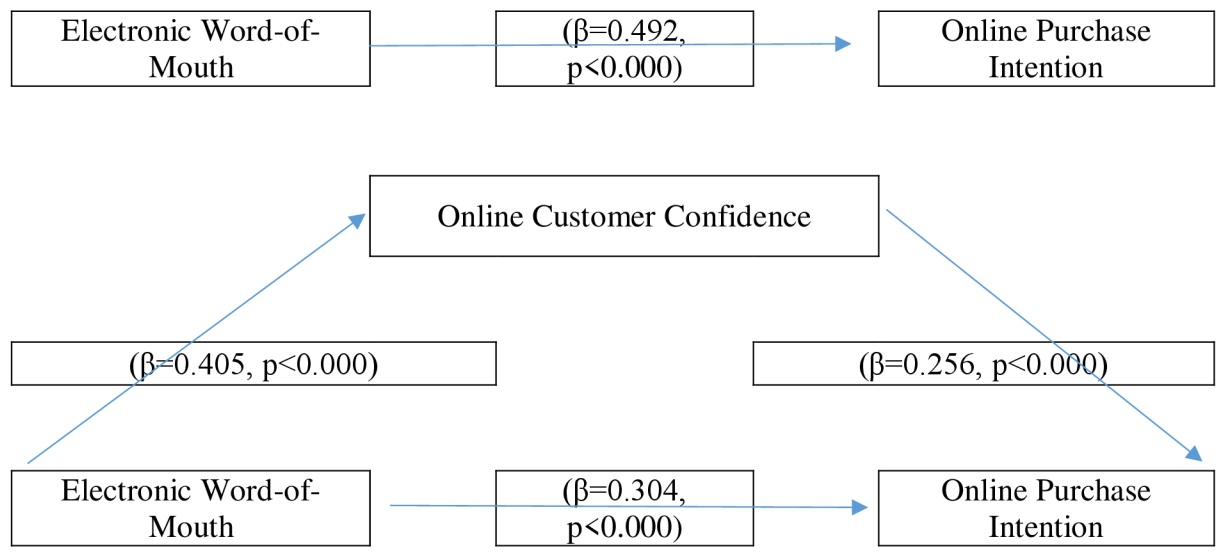 Electronic Word-of-
Mouth
(β=0.492,
p<0.000)
Online Purchase
Intention
Online Customer Confidence
(β=0.405, p<0.000)
(β=0.256, p<0.000)
Electronic Word-of-
Mouth
(β=0.304,
p<0.000)
Online Purchase
Intention